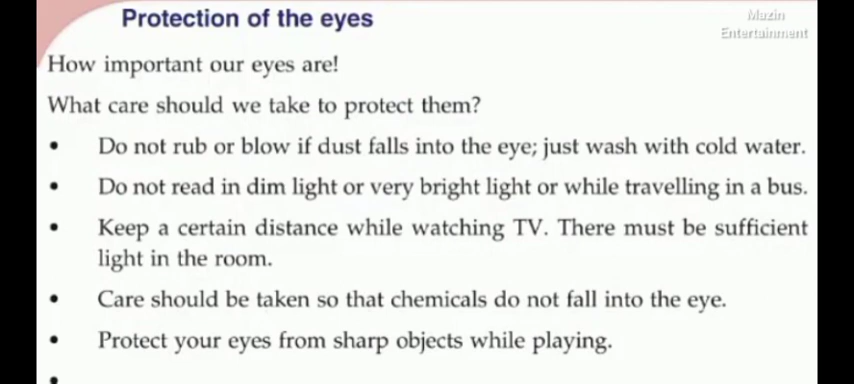 Protection of the eyes
Mazin
Entertainment
How important our eyes are!
What care should we take to protect them?
• Do not rub or blow if dust falls into the eye; just wash with cold water.
• Do not read in dim light or very bright light or while travelling in a bus.
• Keep a certain distance while watching TV. There must be sufficient
light in the room.
• Care should be taken so that chemicals do not fall into the eye.
• Protect your eyes from sharp objects while playing.
•